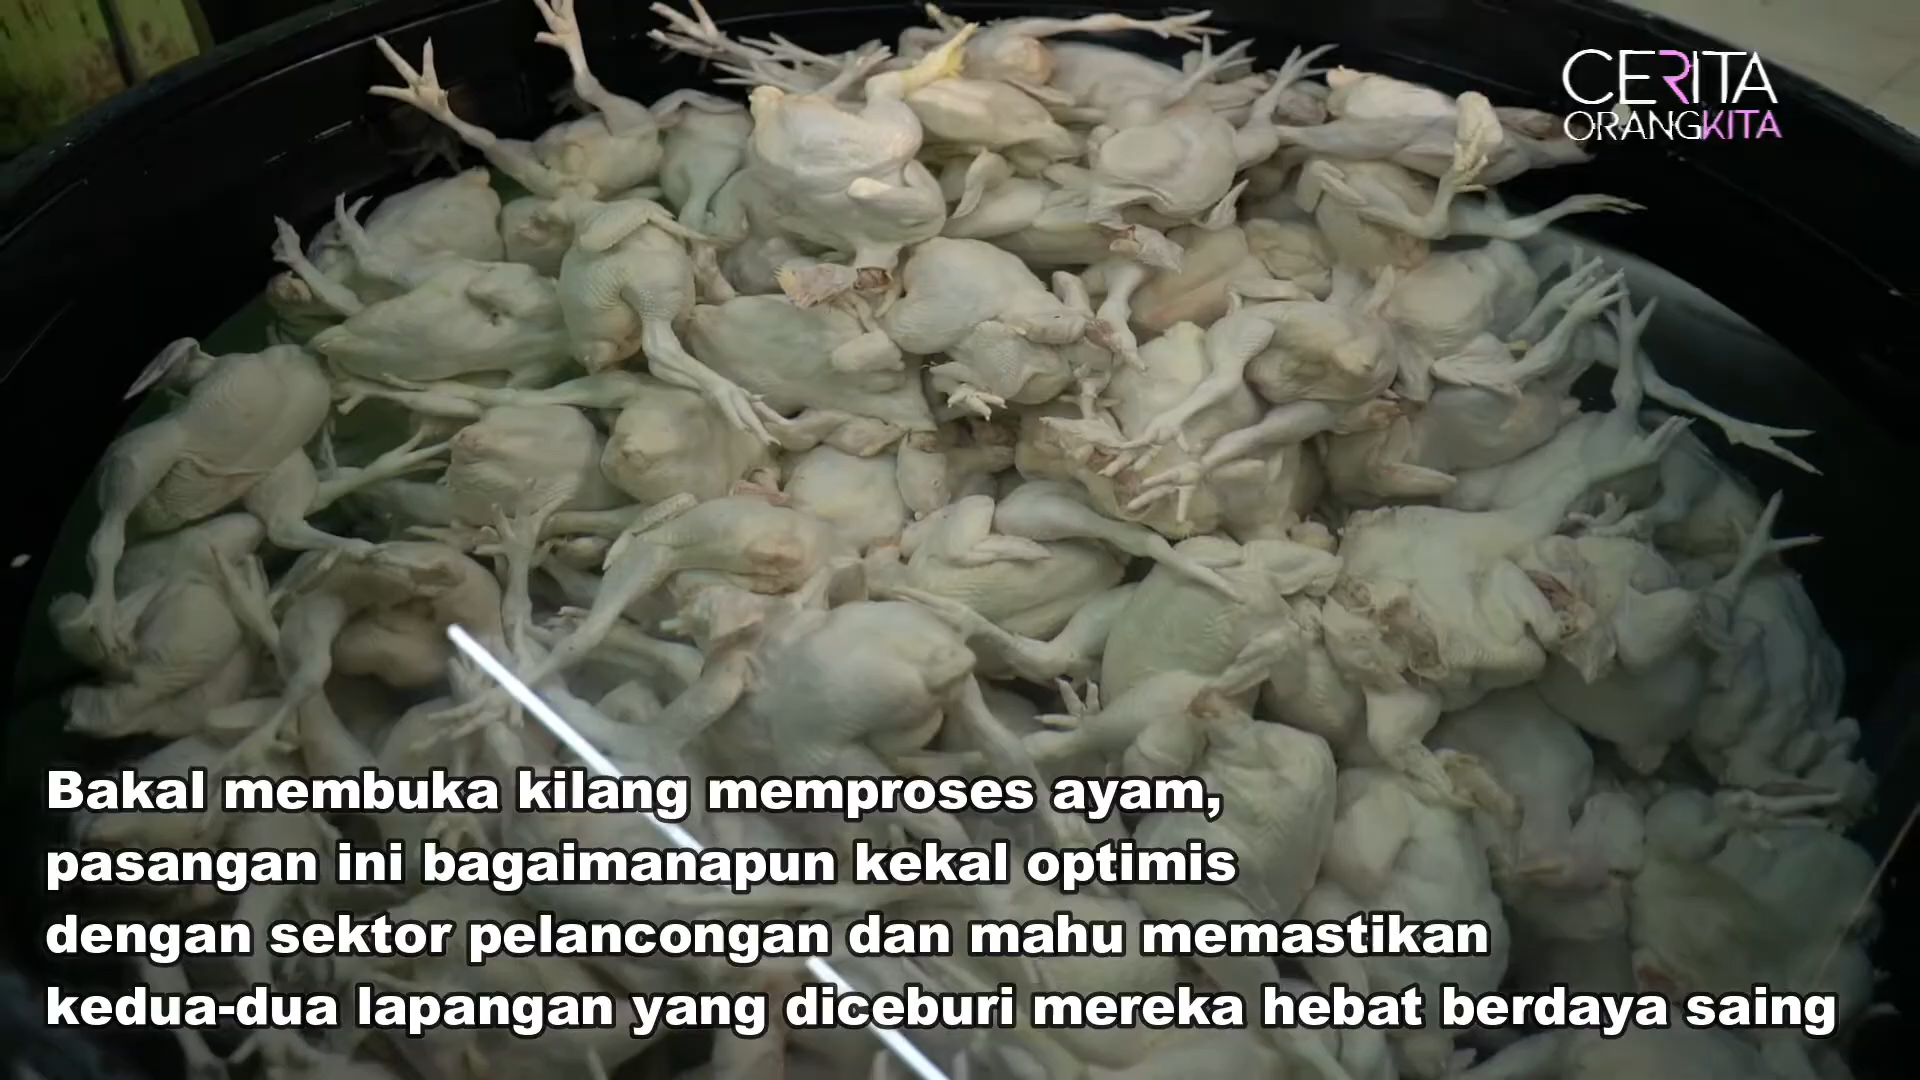 CERITA
ORANGKITA
Bakal membuka kilang memproses ayam,
pasangan ini bagaimanapun kekal optimis
dengan sektor pelancongan dan mahu memastikan
kedua-dua lapangan yang diceburi mereka hebat berdaya saing